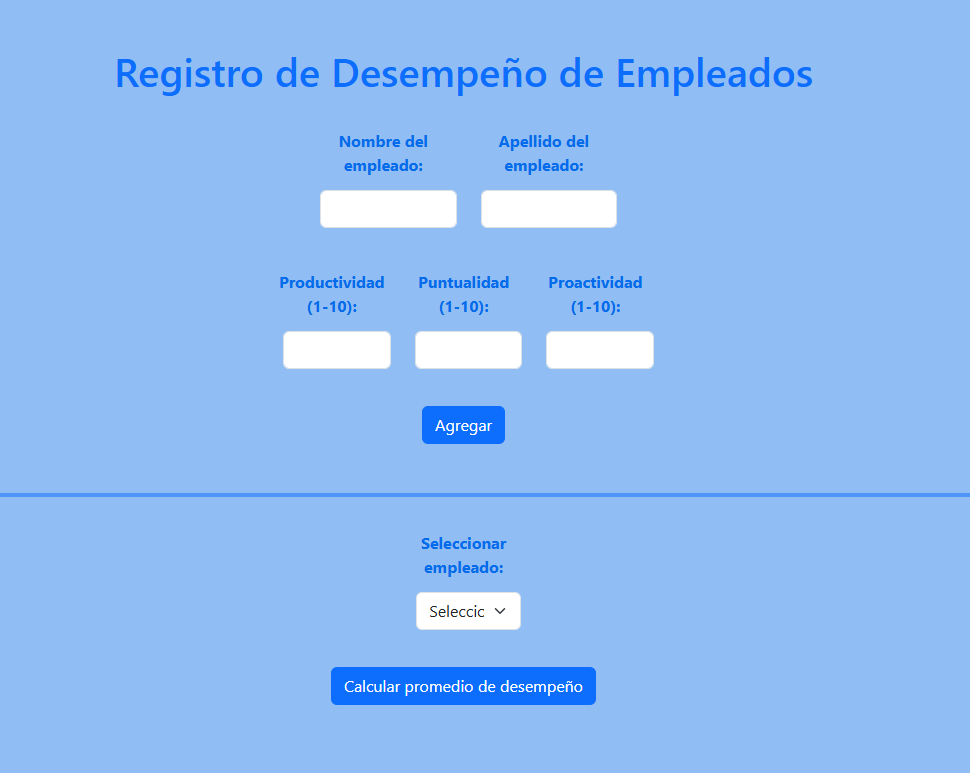 Registro de Desempeño de Empleados
Nombre del
empleado:
Apellido del
empleado:
Productividad
(1-10):
Puntualidad
(1-10):
Proactividad
(1-10):
Agregar
Seleccionar
empleado:
Seleccic
Calcular promedio de desempeño